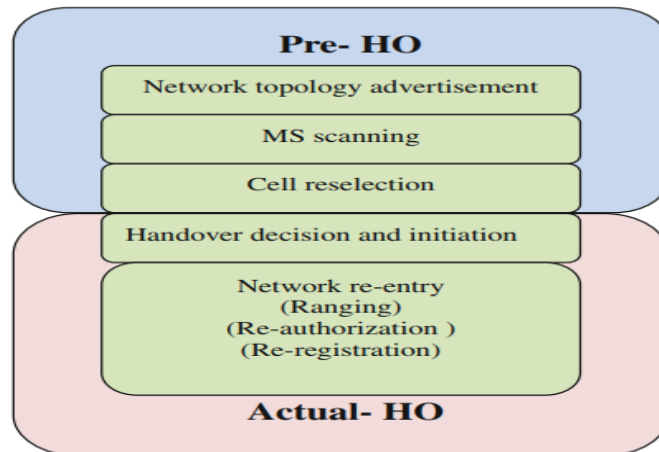 Pre- HO
Network topology advertisement
MS scanning
Cell reselection
Handover decision and initiation
Network re-entry
(Ranging)
(Re-authorization )
(Re-registration)
Actual- HO